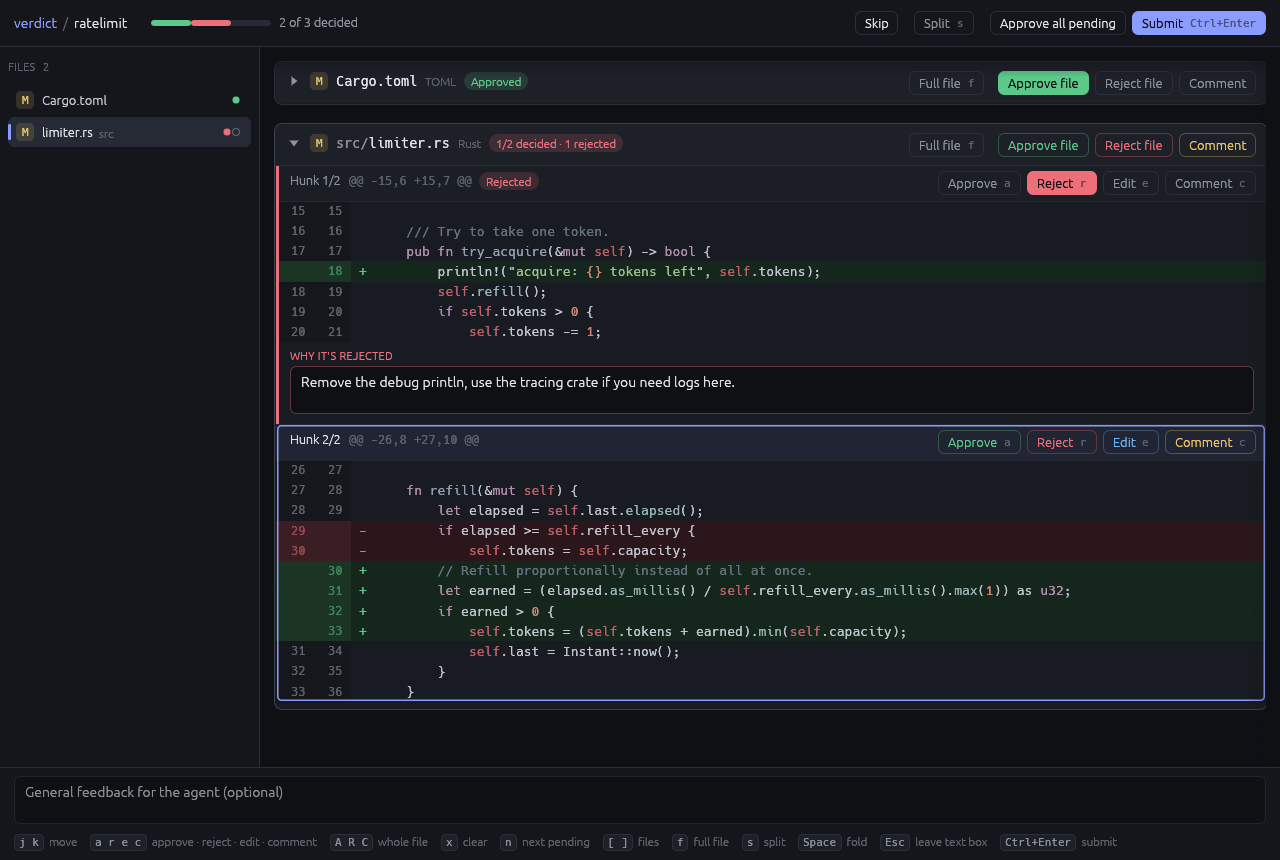 verdict / ratelimit 2 of 3 decided Skip Split s Approve all pending Submit Ctrl+Enter
FILES 2
M Cargo.toml
M limiter.rs src
M Cargo.toml TOML Approved Full file f Approve file Reject file Comment
M src/limiter.rs Rust 1/2 decided · 1 rejected Full file f Approve file Reject file Comment
Hunk 1/2 @@ -15,6 +15,7 @@ Rejected Approve a Reject r Edit e Comment c
15 15
16 16 /// Try to take one token.
17 17 pub fn try_acquire(&mut self) -> bool {
18 + println!("acquire: {} tokens left", self.tokens);
18 19 self.refill();
19 20 if self.tokens > 0 {
20 21 self.tokens -= 1;
WHY IT'S REJECTED
Remove the debug println, use the tracing crate if you need logs here.
Hunk 2/2 @@ -26,8 +27,10 @@ Approve a Reject r Edit e Comment c
26 27
27 28 fn refill(&mut self) {
28 29 let elapsed = self.last.elapsed();
29 - if elapsed >= self.refill_every {
30 - self.tokens = self.capacity;
30 + // Refill proportionally instead of all at once.
31 + let earned = (elapsed.as_millis() / self.refill_every.as_millis().max(1)) as u32;
32 + if earned > 0 {
33 + self.tokens = (self.tokens + earned).min(self.capacity);
31 34 self.last = Instant::now();
32 35 }
33 36 }
General feedback for the agent (optional)
j k move a r e c approve · reject · edit · comment A R C whole file x clear n next pending [ ] files f full file s split Space fold Esc leave text box Ctrl+Enter submit